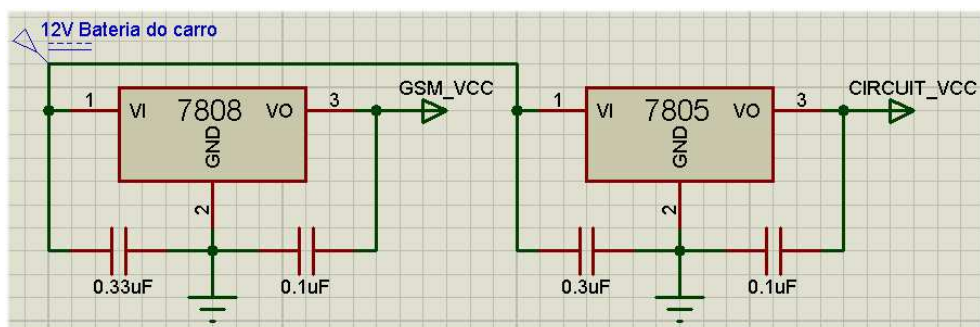 12V Bateria do carro
GSM_VCC
CIRCUIT_VCC
1
VI
7808
VO
3
GND
2
1
VI
7805
VO
3
GND
2
0.33uF
0.1uF
0.3uF
0.1uF